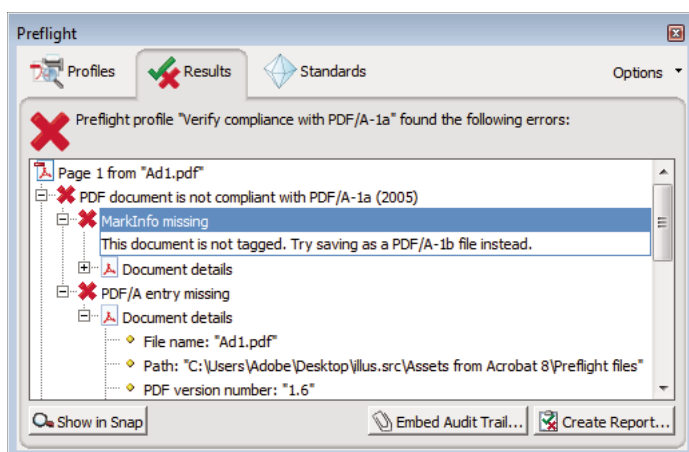 Preflight
Profiles Results Standards Options
Preflight profile "Verify compliance with PDF/A-1a" found the following errors:
Page 1 from "Ad1.pdf"
PDF document is not compliant with PDF/A-1a (2005)
MarkInfo missing
This document is not tagged. Try saving as a PDF/A-1b file instead.
Document details
PDF/A entry missing
Document details
File name: "Ad1.pdf"
Path: "C:\Users\Adobe\Desktop\illus.src\Assets from Acrobat 8\Preflight files"
PDF version number: "1.6"
Show in Snap Embed Audit Trail... Create Report...